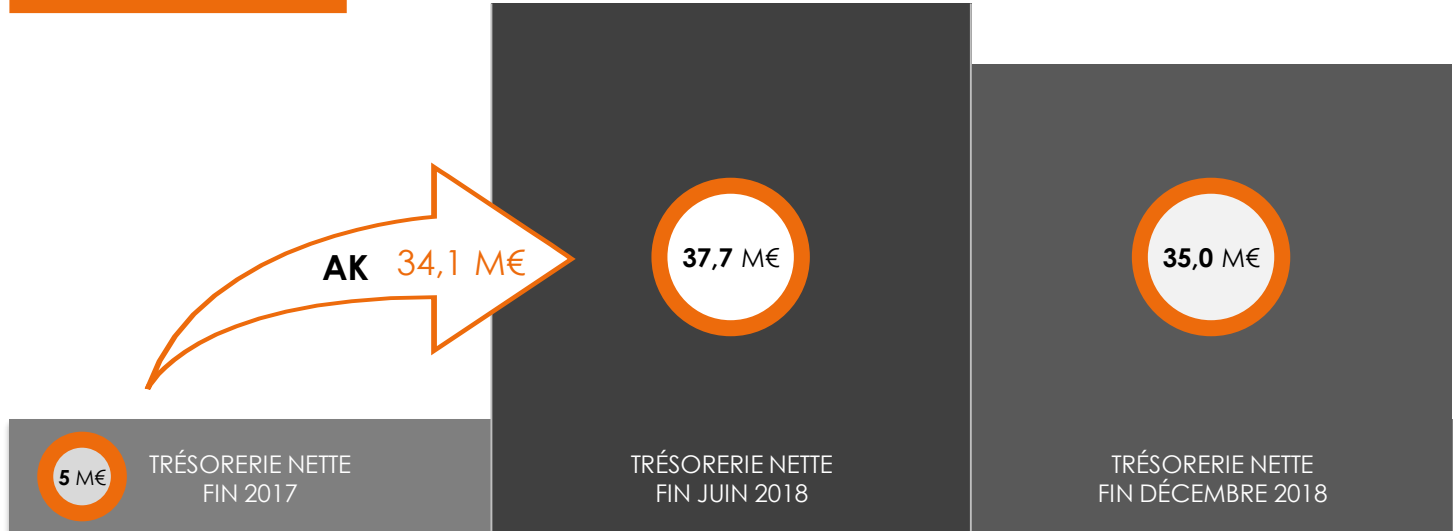 AK 34,1 M€
37,7 M€
35,0 M€
5 M€
TRÉSORERIE NETTE
FIN 2017
TRÉSORERIE NETTE
FIN JUIN 2018
TRÉSORERIE NETTE
FIN DÉCEMBRE 2018